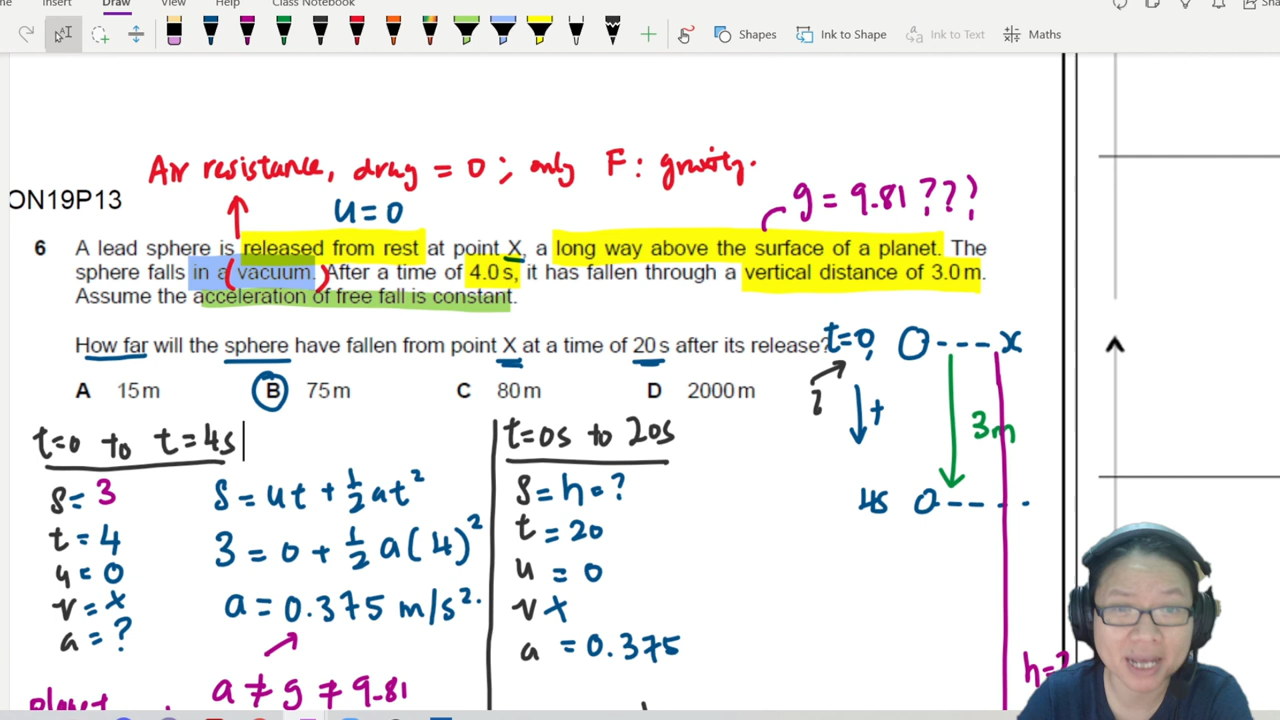 Insert Draw View Help Class Notebook
Shapes Ink to Shape Ink to Text Maths
Air resistance, drag = 0; only F: gravity.
ON19P13
u=0
g = 9.81???
6 A lead sphere is released from rest at point X, a long way above the surface of a planet. The
sphere falls in a (vacuum.) After a time of 4.0 s, it has fallen through a vertical distance of 3.0 m.
Assume the acceleration of free fall is constant.
How far will the sphere have fallen from point X at a time of 20 s after its release?
A 15 m B 75 m C 80 m D 2000 m
t=0 O---x
+
3m
4s O----
t=0 to t=4s
s= 3
t= 4
u= 0
v= x
a= ?
s = ut + ½at²
3 = 0 + ½a(4)²
a = 0.375 m/s².
a ≠ g ≠ 9.81
planet
t=0s to 20s
s = h = ?
t = 20
u = 0
v x
a = 0.375
h=?